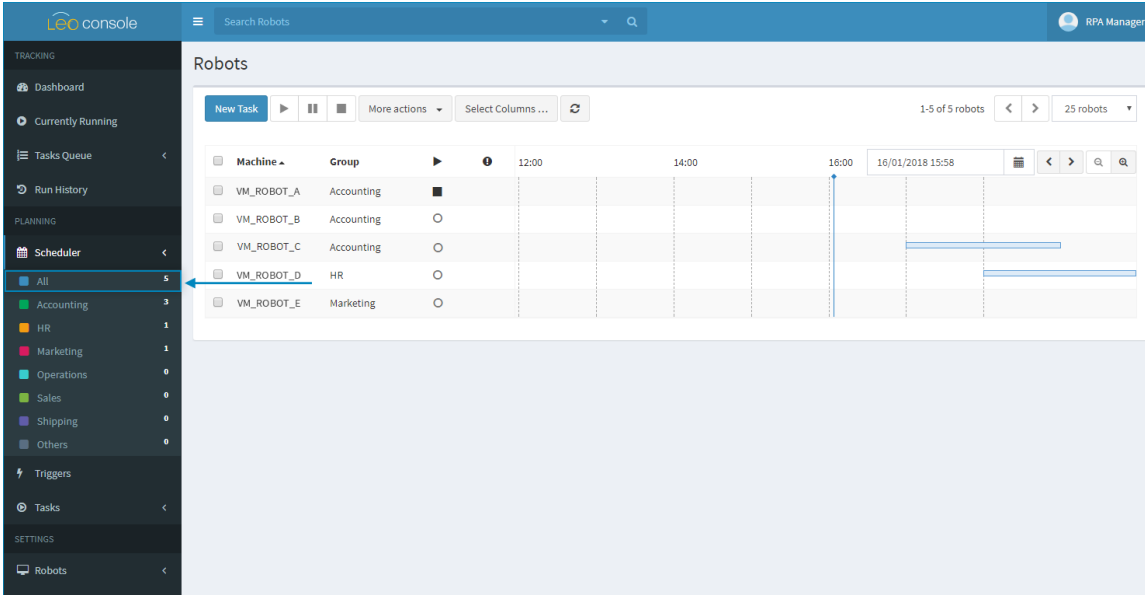 Leo console
Search Robots
RPA Manager
TRACKING
Dashboard
Currently Running
Tasks Queue
Run History
PLANNING
Scheduler
All 5
Accounting 3
HR 1
Marketing 1
Operations 0
Sales 0
Shipping 0
Others 0
Triggers
Tasks
SETTINGS
Robots
Robots
New Task More actions Select Columns ... 1-5 of 5 robots 25 robots
Machine Group 12:00 14:00 16:00 16/01/2018 15:58
VM_ROBOT_A Accounting
VM_ROBOT_B Accounting
VM_ROBOT_C Accounting
VM_ROBOT_D HR
VM_ROBOT_E Marketing